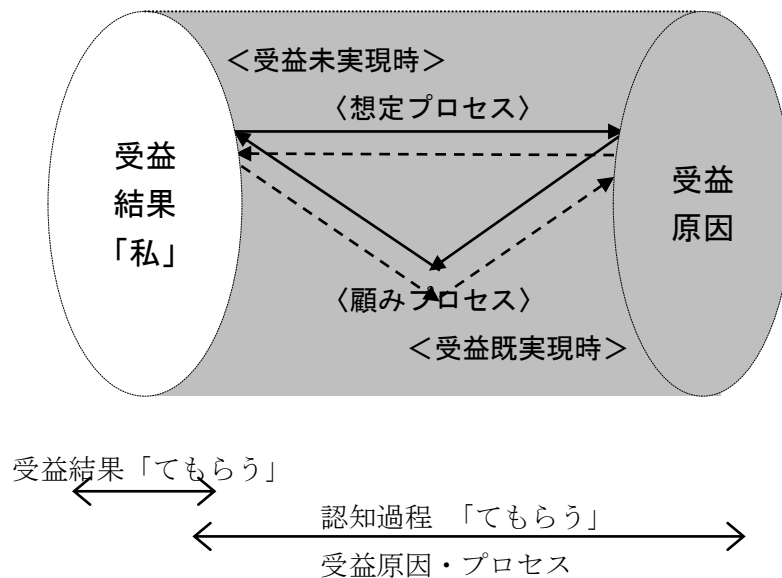 ＜受益未実現時＞
〈想定プロセス〉
受益
結果
「私」
受益
原因
〈顧みプロセス〉
＜受益既実現時＞
受益結果「てもらう」
認知過程　「てもらう」
受益原因・プロセス